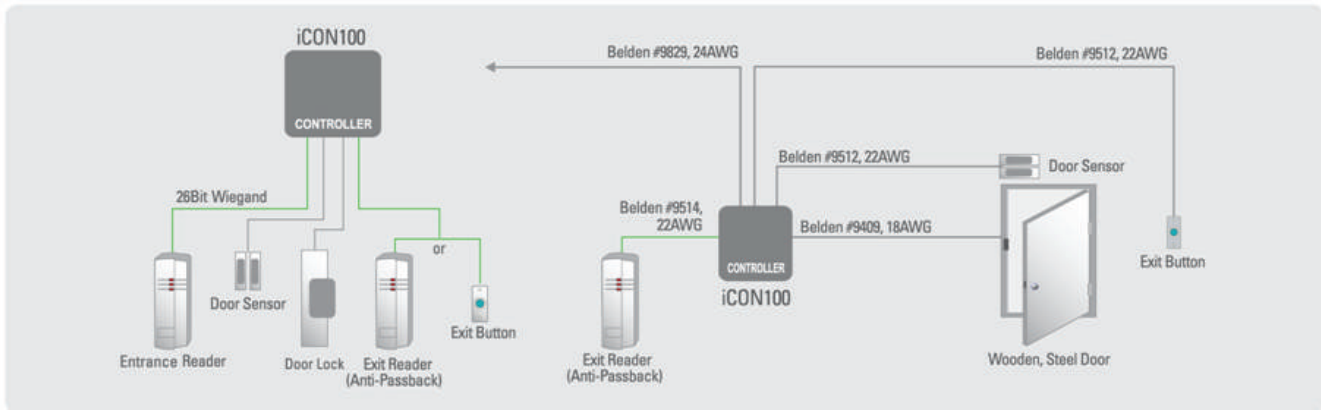 iCON100
CONTROLLER
26Bit Wiegand
or
Entrance Reader
Door Sensor
Door Lock
Exit Reader
(Anti-Passback)
Exit Button
Belden #9829, 24AWG
Belden #9512, 22AWG
Belden #9512, 22AWG
Door Sensor
Belden #9514,
22AWG
Belden #9409, 18AWG
CONTROLLER
iCON100
Exit Reader
(Anti-Passback)
Wooden, Steel Door
Exit Button